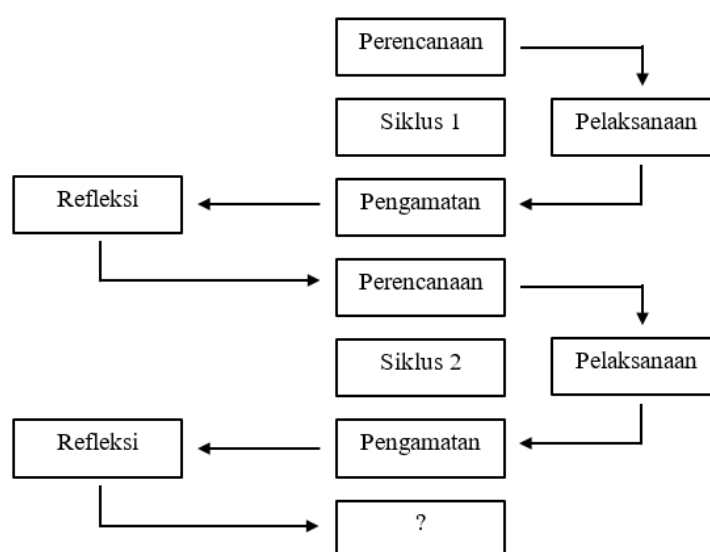 Perencanaan
Siklus 1
Pelaksanaan
Refleksi
Pengamatan
Perencanaan
Siklus 2
Pelaksanaan
Refleksi
Pengamatan
?